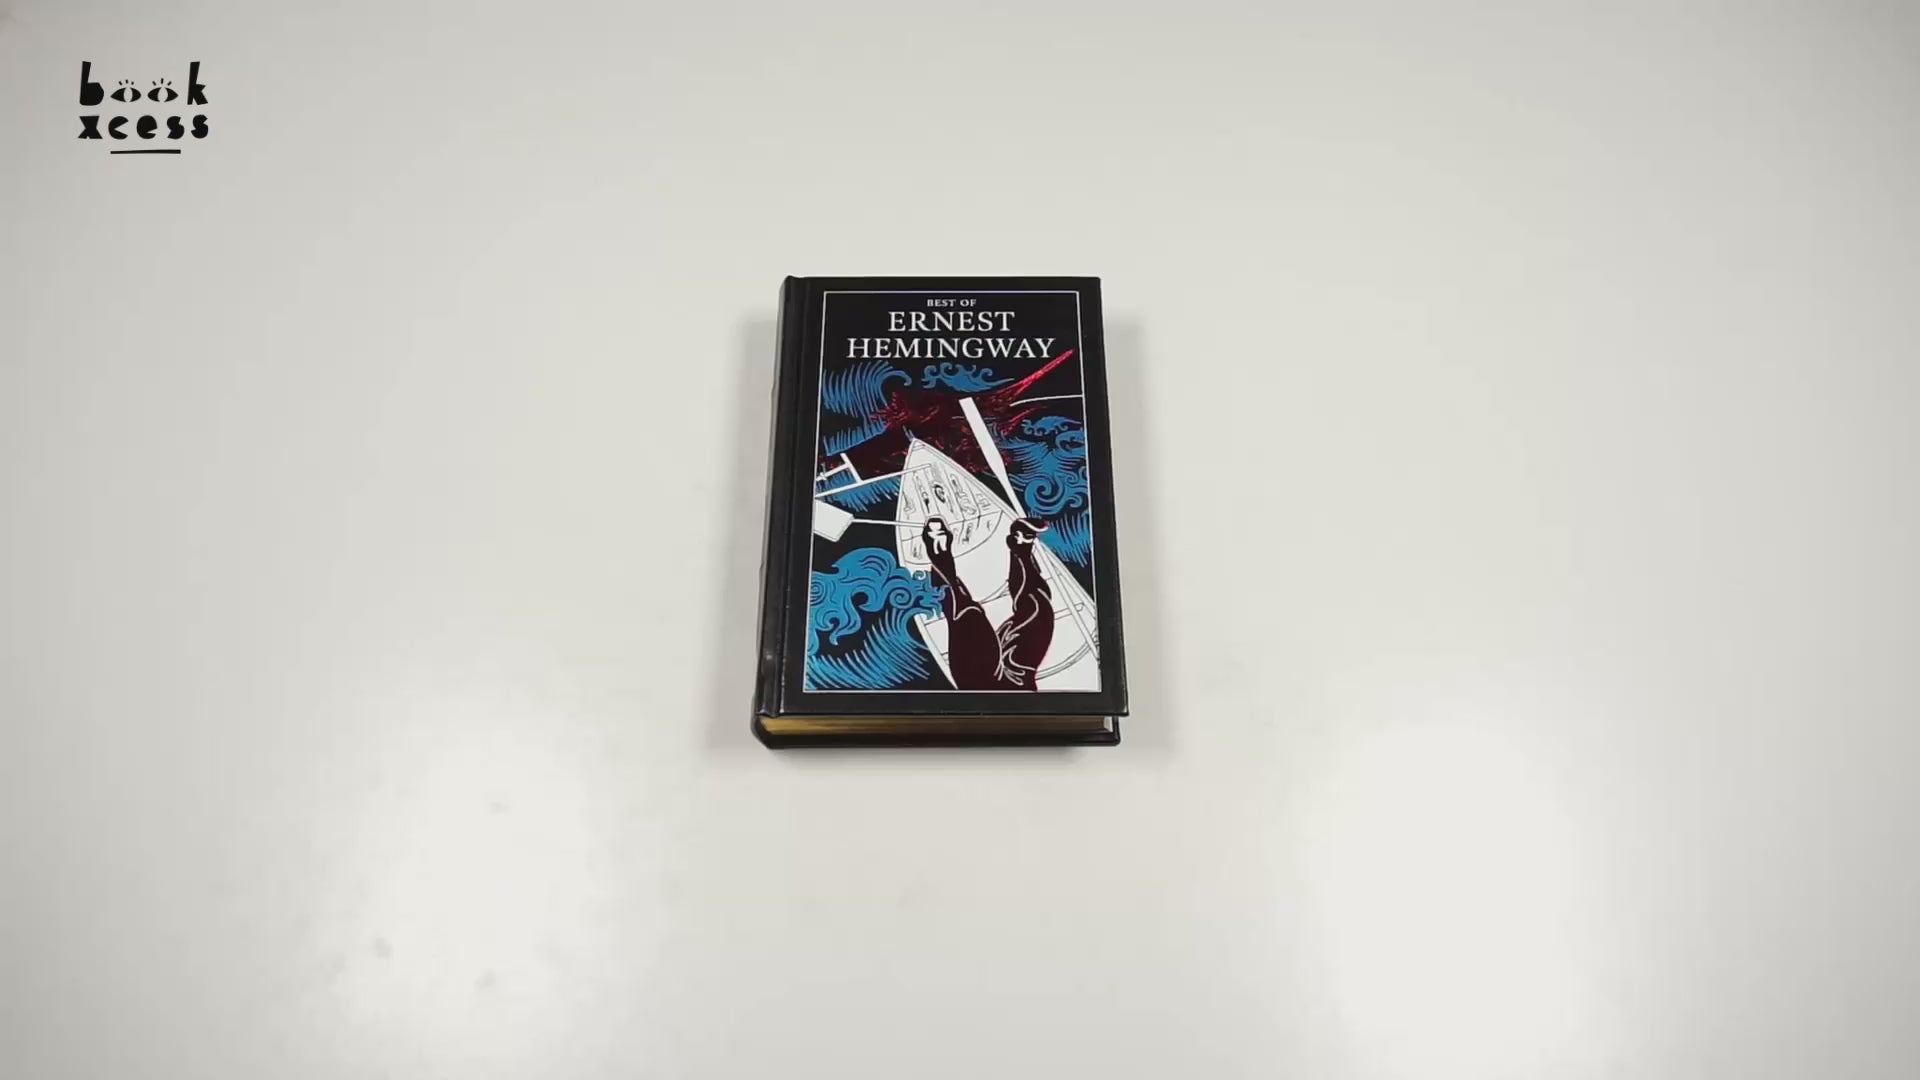 book
xcess
BEST OF
ERNEST
HEMINGWAY